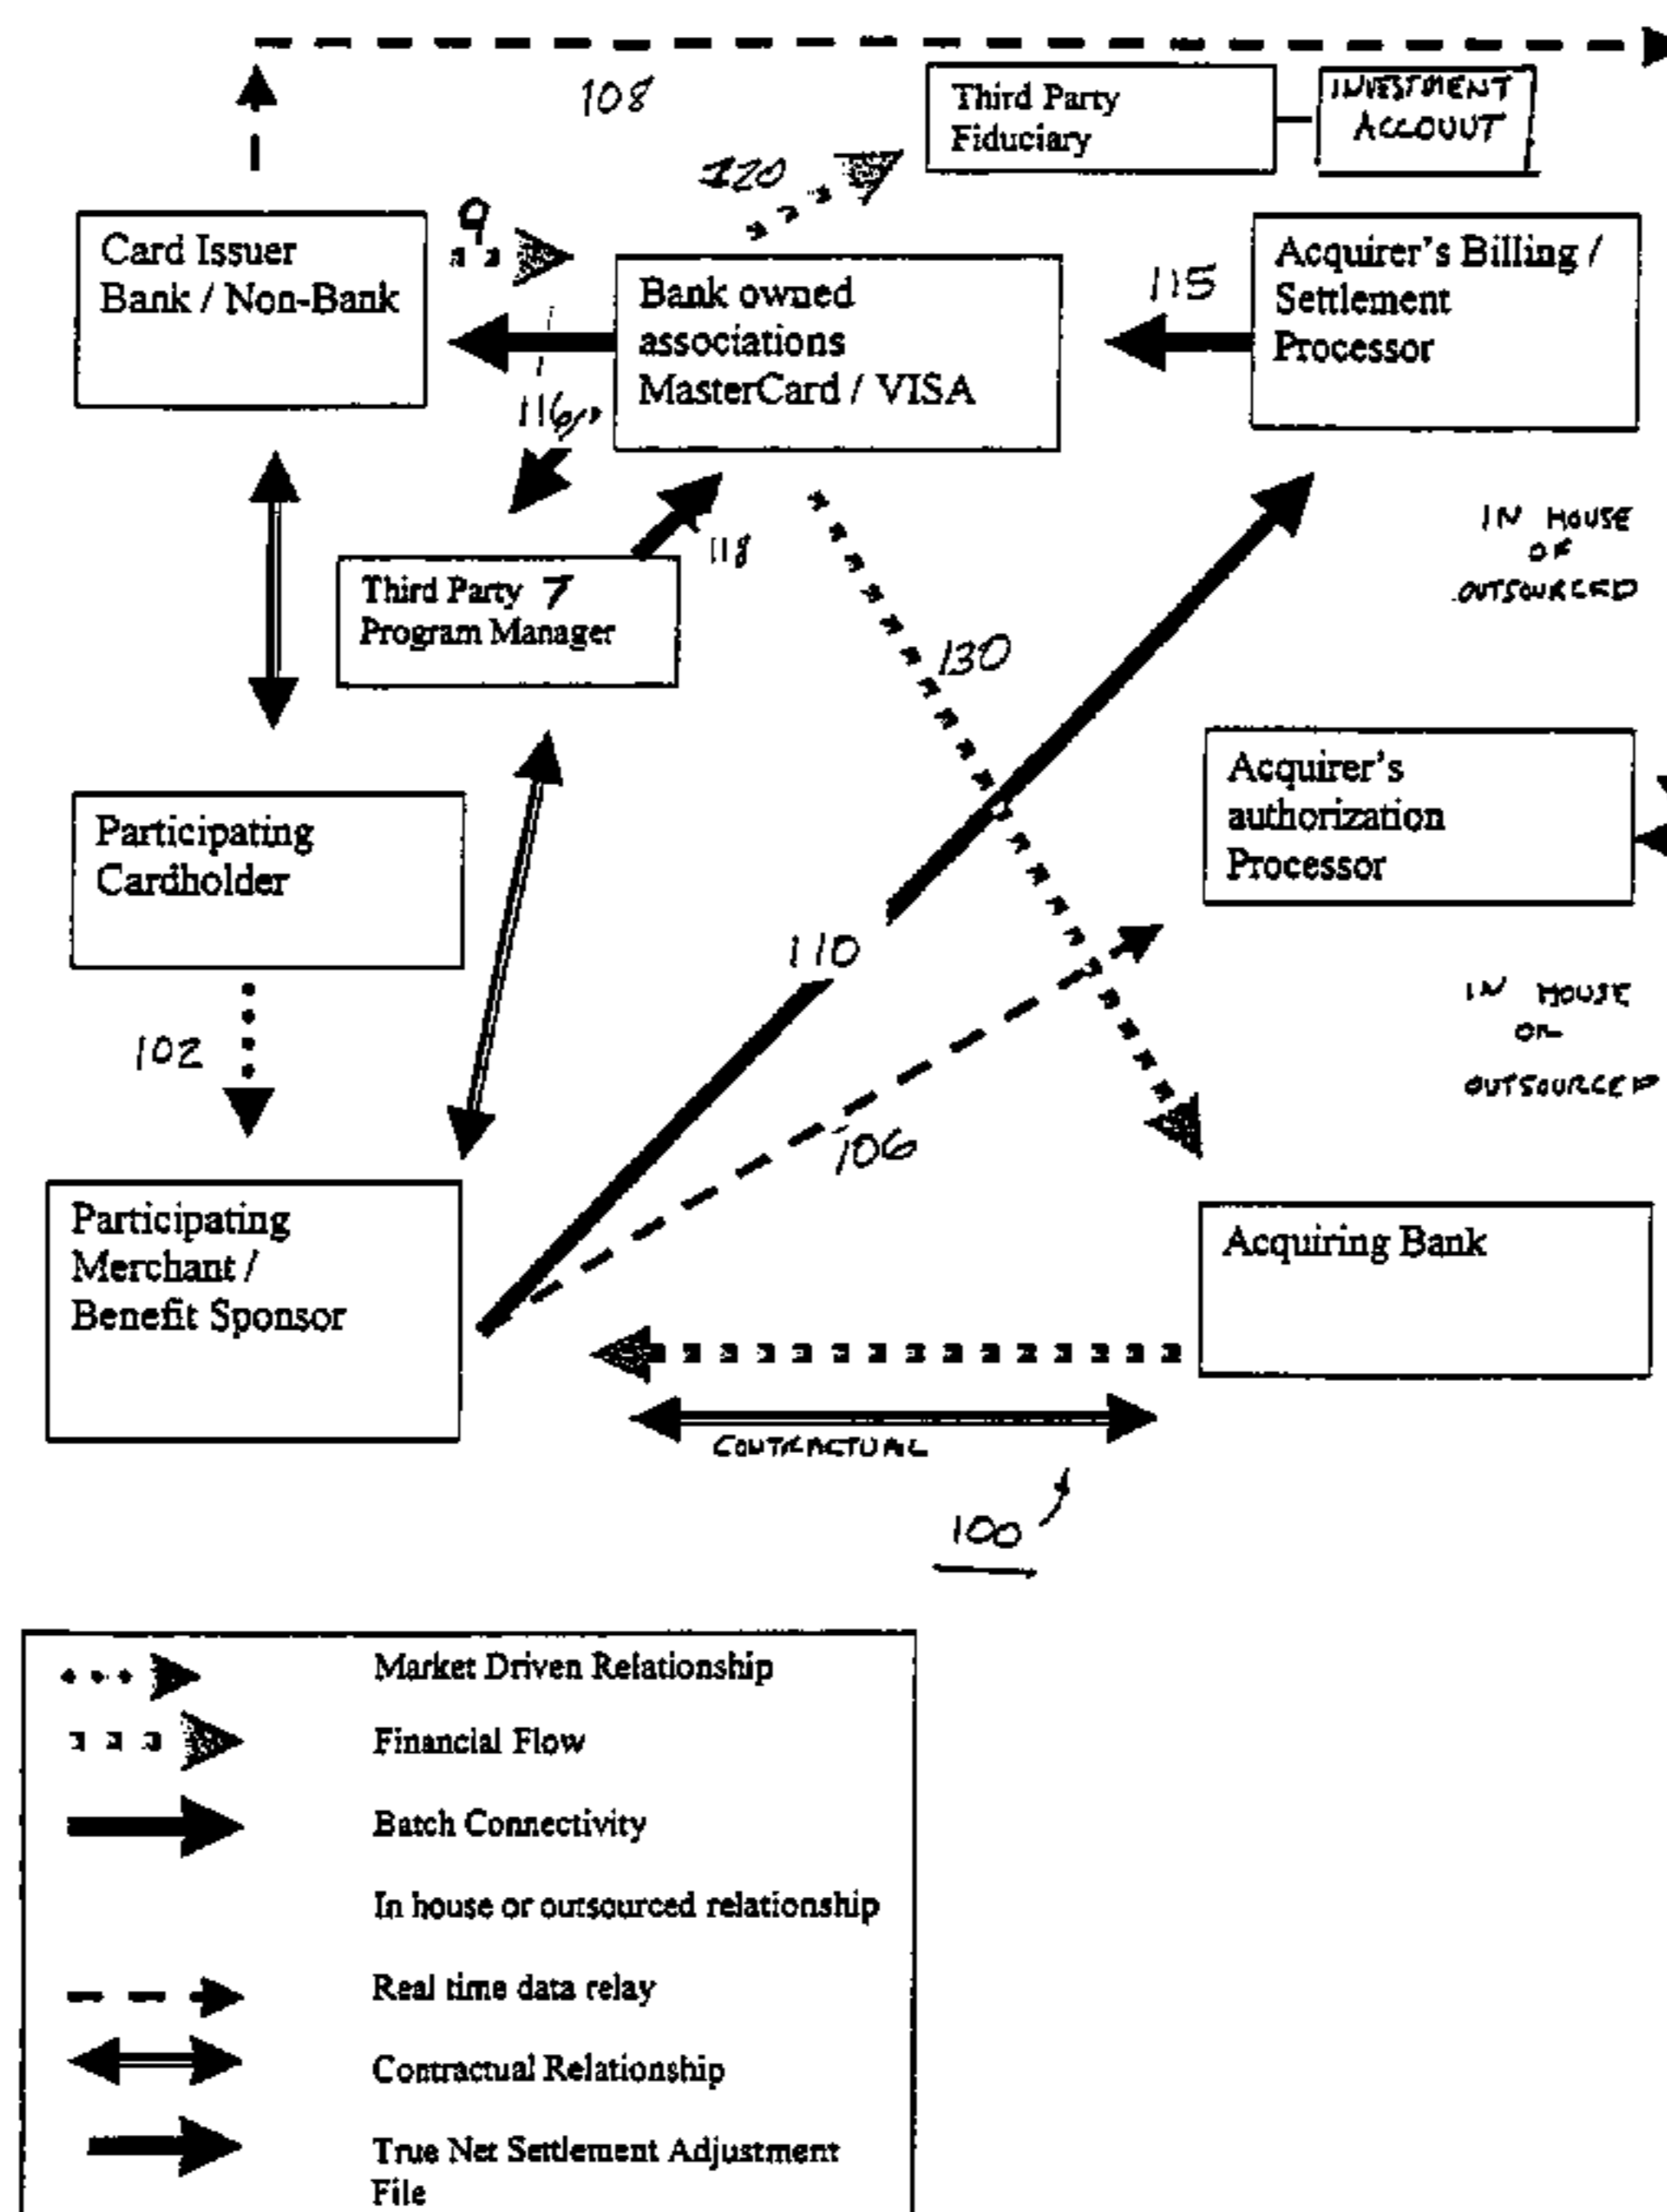 108
Third Party
Fiduciary
INVESTMENT
ACCOUUT
120
Card Issuer
Bank / Non-Bank
9
Bank owned
associations
MasterCard / VISA
115
Acquirer's Billing /
Settlement
Processor
116
118
Third Party 7
Program Manager
IN HOUSE
OF
OUTSOURCED
130
Participating
Cardholder
Acquirer's
authorization
Processor
110
102
IN HOUSE
OR
OUTSOURCED
106
Participating
Merchant /
Benefit Sponsor
Acquiring Bank
CONTRACTUAL
100
Market Driven Relationship
Financial Flow
Batch Connectivity
In house or outsourced relationship
Real time data relay
Contractual Relationship
True Net Settlement Adjustment
File